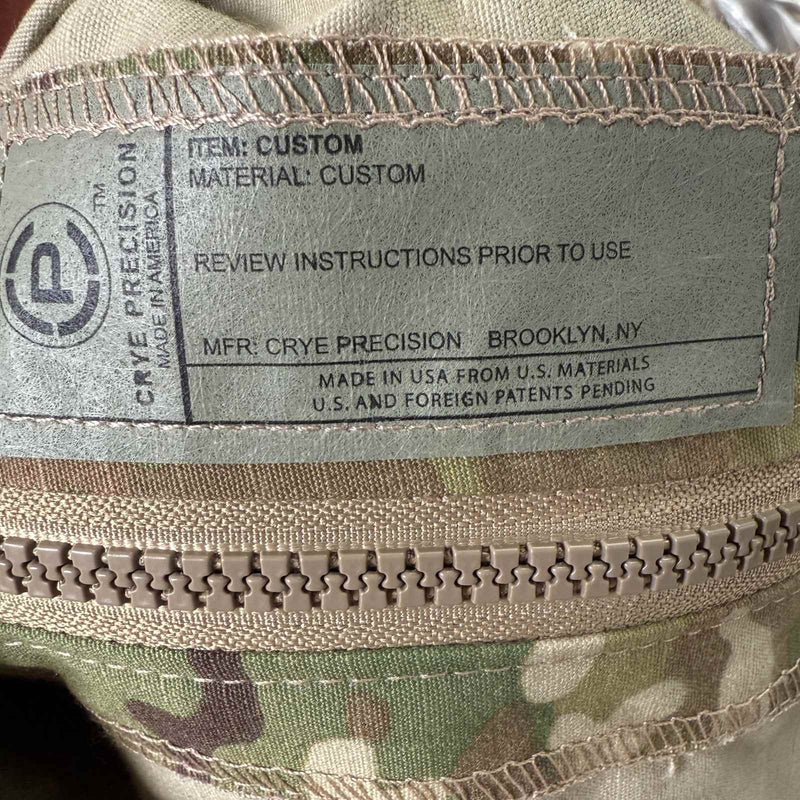 CRYE PRECISION
MADE IN AMERICA
P
TM
ITEM: CUSTOM
MATERIAL: CUSTOM
REVIEW INSTRUCTIONS PRIOR TO USE
MFR: CRYE PRECISION BROOKLYN, NY
MADE IN USA FROM U.S. MATERIALS
U.S. AND FOREIGN PATENTS PENDING